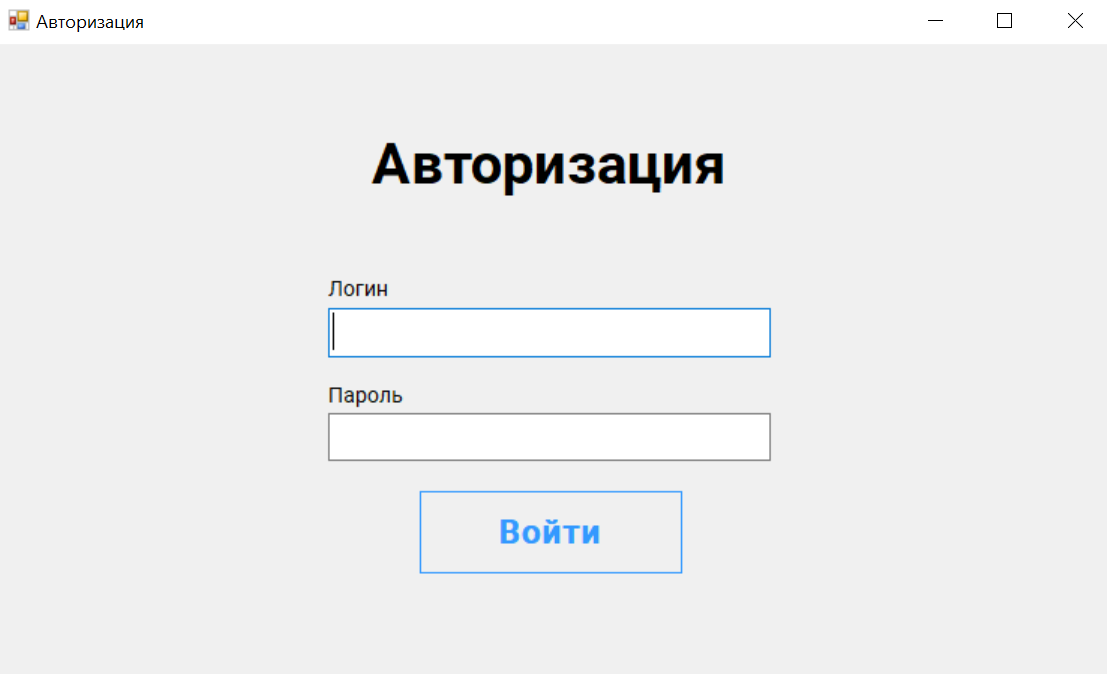 Авторизация
Авторизация
Логин
Пароль
Войти